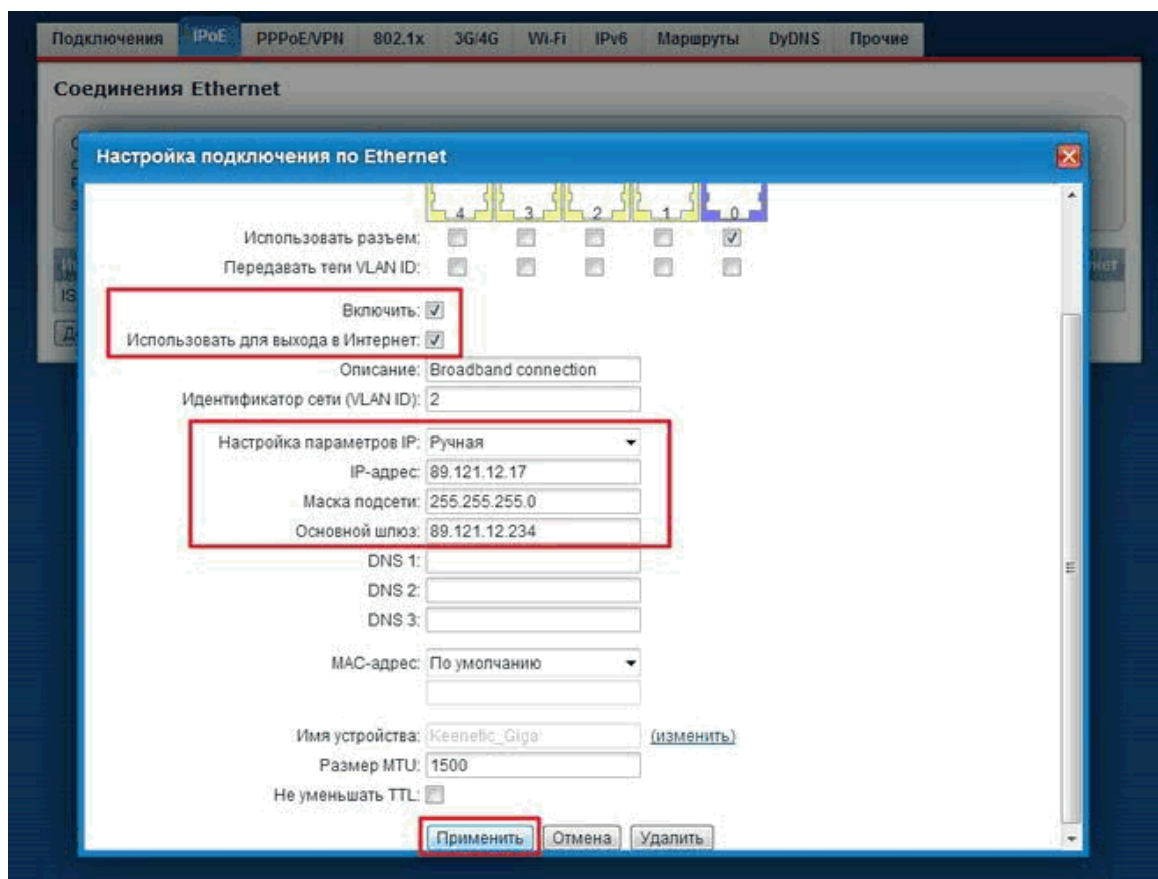 Подключения IPoE PPPoE/VPN 802.1x 3G/4G Wi-Fi IPv6 Маршруты DyDNS Прочие
Соединения Ethernet
Настройка подключения по Ethernet
4 3 2 1 0
Использовать разъем:
Передавать теги VLAN ID:
Включить:
Использовать для выхода в Интернет:
Описание: Broadband connection
Идентификатор сети (VLAN ID): 2
Настройка параметров IP: Ручная
IP-адрес: 89.121.12.17
Маска подсети: 255.255.255.0
Основной шлюз: 89.121.12.234
DNS 1:
DNS 2:
DNS 3:
MAC-адрес: По умолчанию
Имя устройства: Keenetic_Giga (изменить)
Размер MTU: 1500
Не уменьшать TTL:
Применить Отмена Удалить